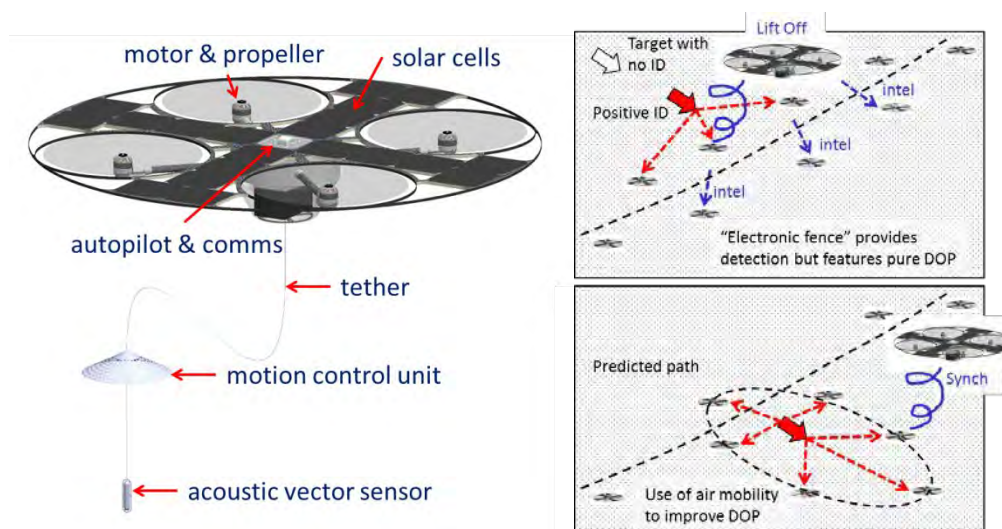 motor & propeller
solar cells
autopilot & comms
tether
motion control unit
acoustic vector sensor
Lift Off
Target with
no ID
Positive ID
intel
intel
intel
“Electronic fence” provides
detection but features pure DOP
Predicted path
Synch
Use of air mobility
to improve DOP